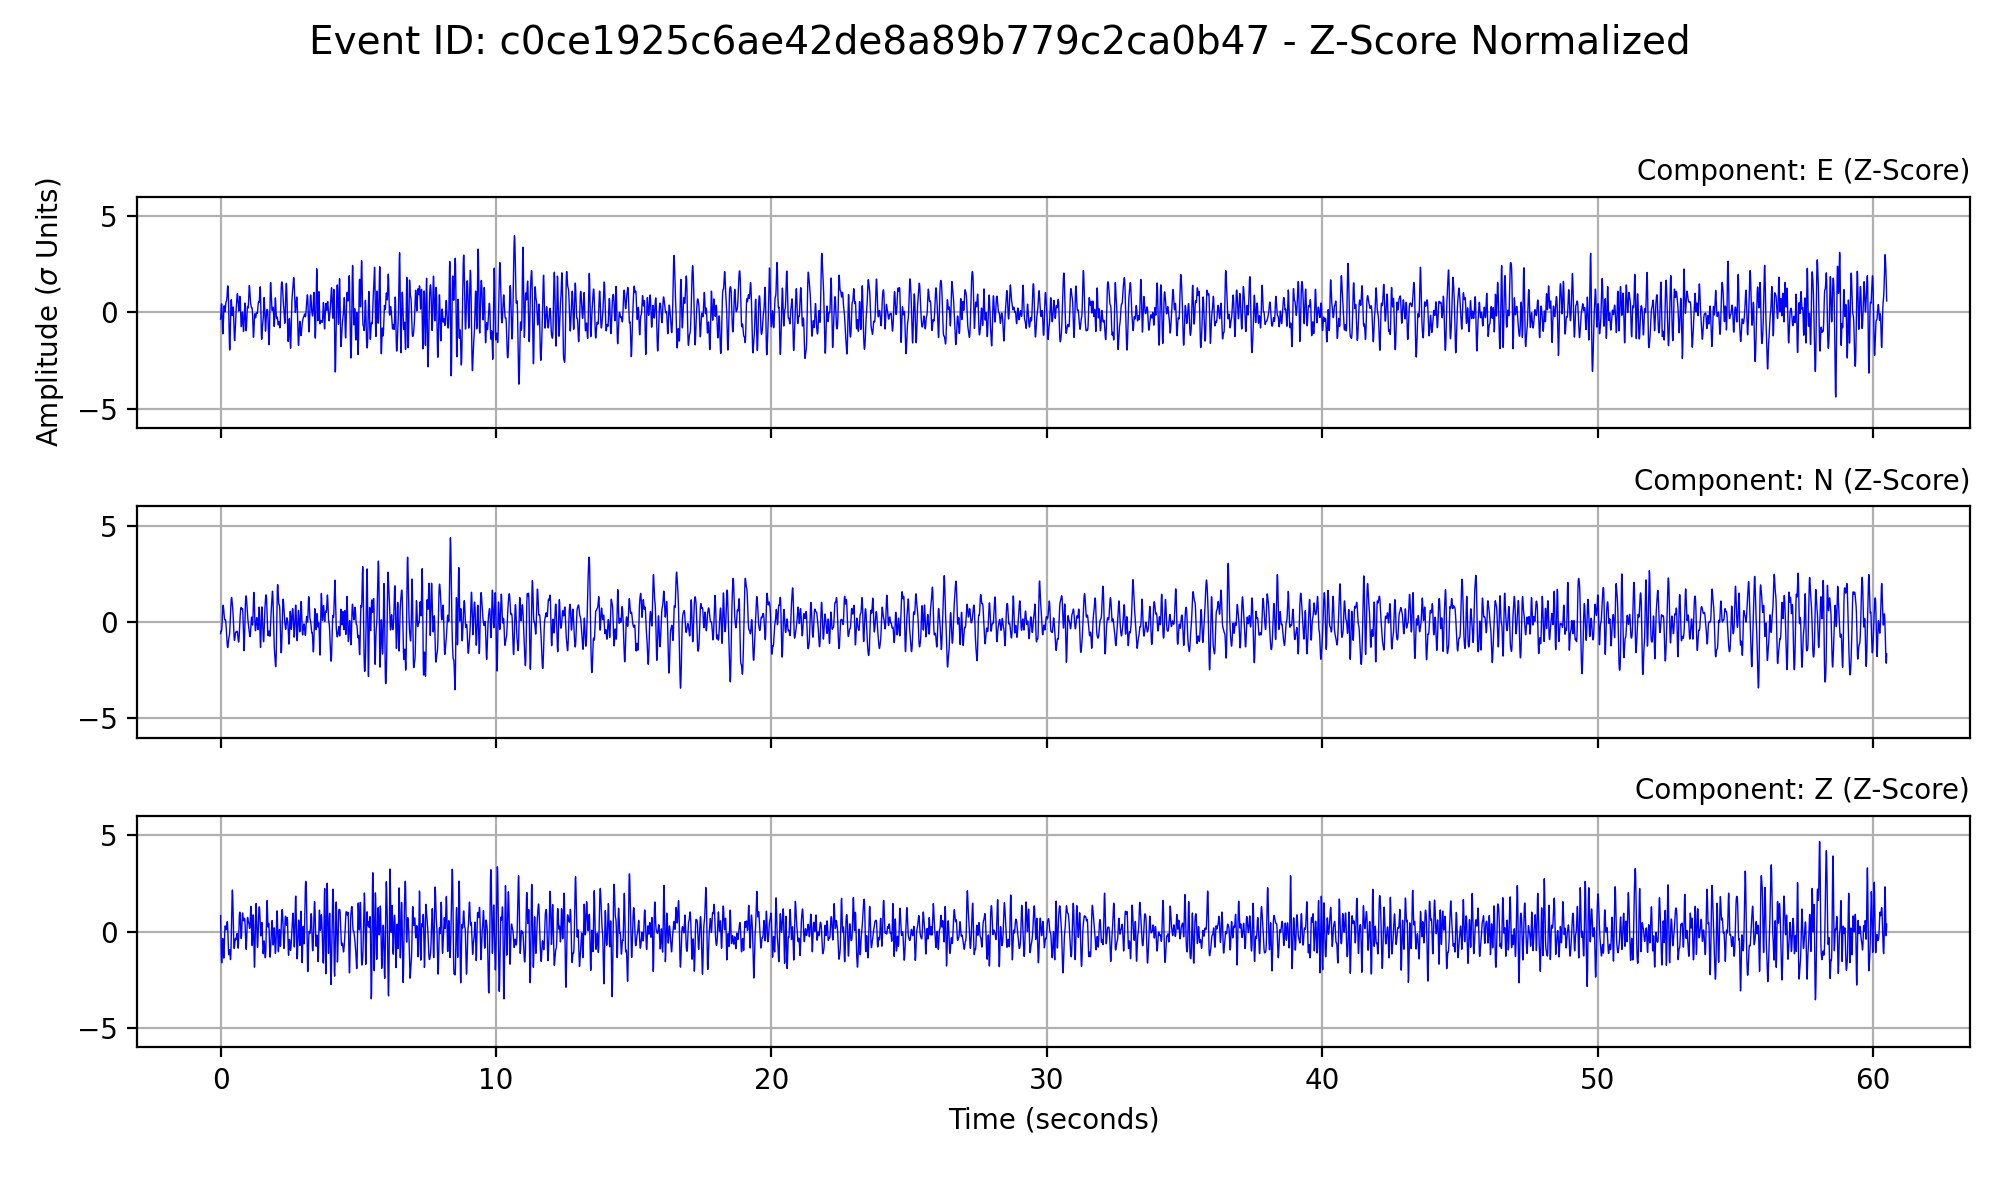 Event ID: c0ce1925c6ae42de8a89b779c2ca0b47 - Z-Score Normalized
Component: E (Z-Score)
Amplitude (σ Units)
5
0
−5
Component: N (Z-Score)
5
0
−5
Component: Z (Z-Score)
5
0
−5
0 10 20 30 40 50 60
Time (seconds)